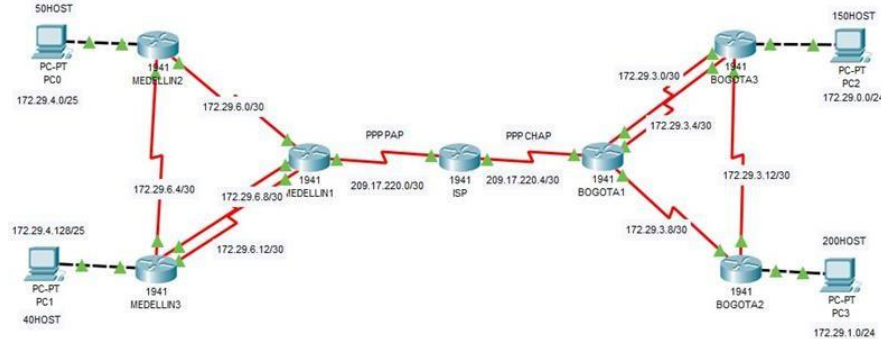 50HOST
PC-PT
PC0
172.29.4.0/25
1941
MEDELLIN2
172.29.6.0/30
172.29.6.4/30
172.29.4.128/25
PC-PT
PC1
40HOST
1941
MEDELLIN3
172.29.6.8/30
172.29.6.12/30
1941
MEDELLIN1
PPP PAP
209.17.220.0/30
1941
ISP
PPP CHAP
209.17.220.4/30
1941
BOGOTA1
172.29.3.0/30
172.29.3.4/30
1941
BOGOTA3
150HOST
PC-PT
PC2
172.29.0.0/24
172.29.3.12/30
172.29.3.8/30
1941
BOGOTA2
200HOST
PC-PT
PC3
172.29.1.0/24